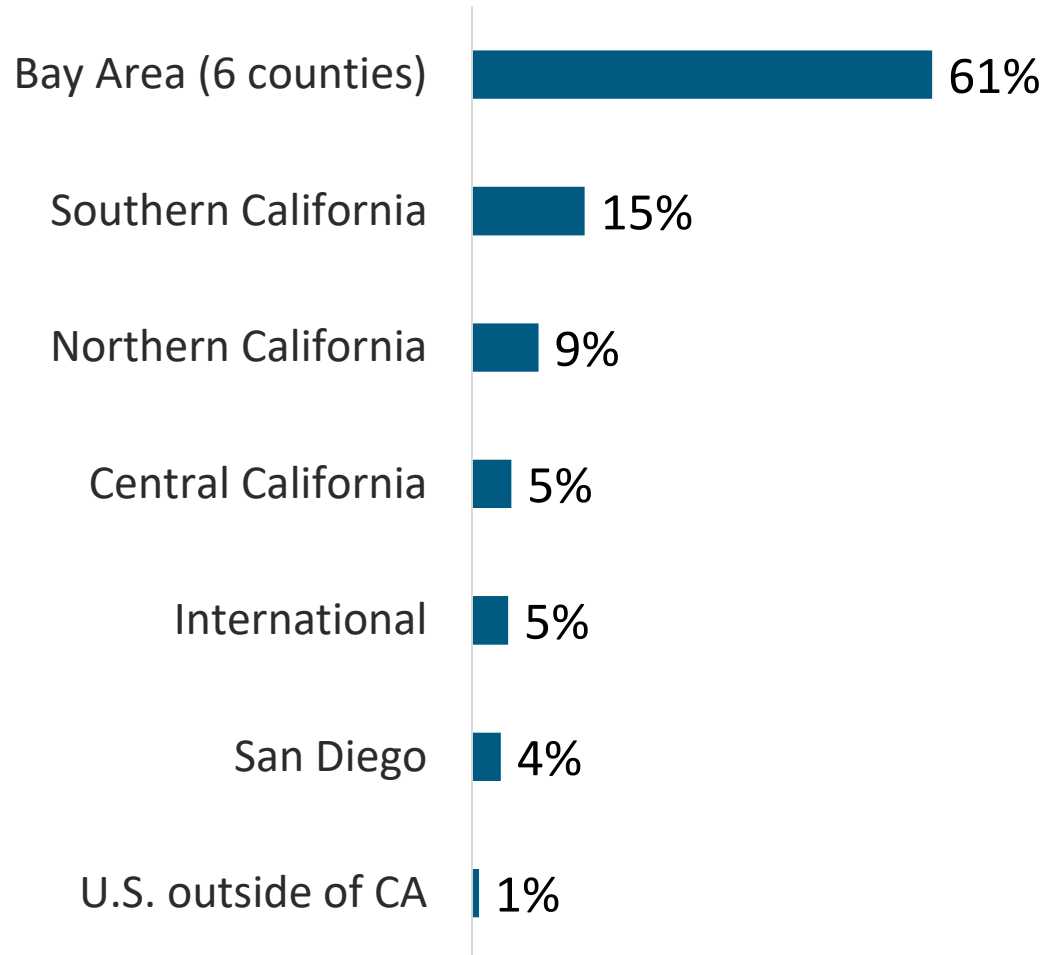 Bay Area (6 counties) 61%
Southern California 15%
Northern California 9%
Central California 5%
International 5%
San Diego 4%
U.S. outside of CA 1%